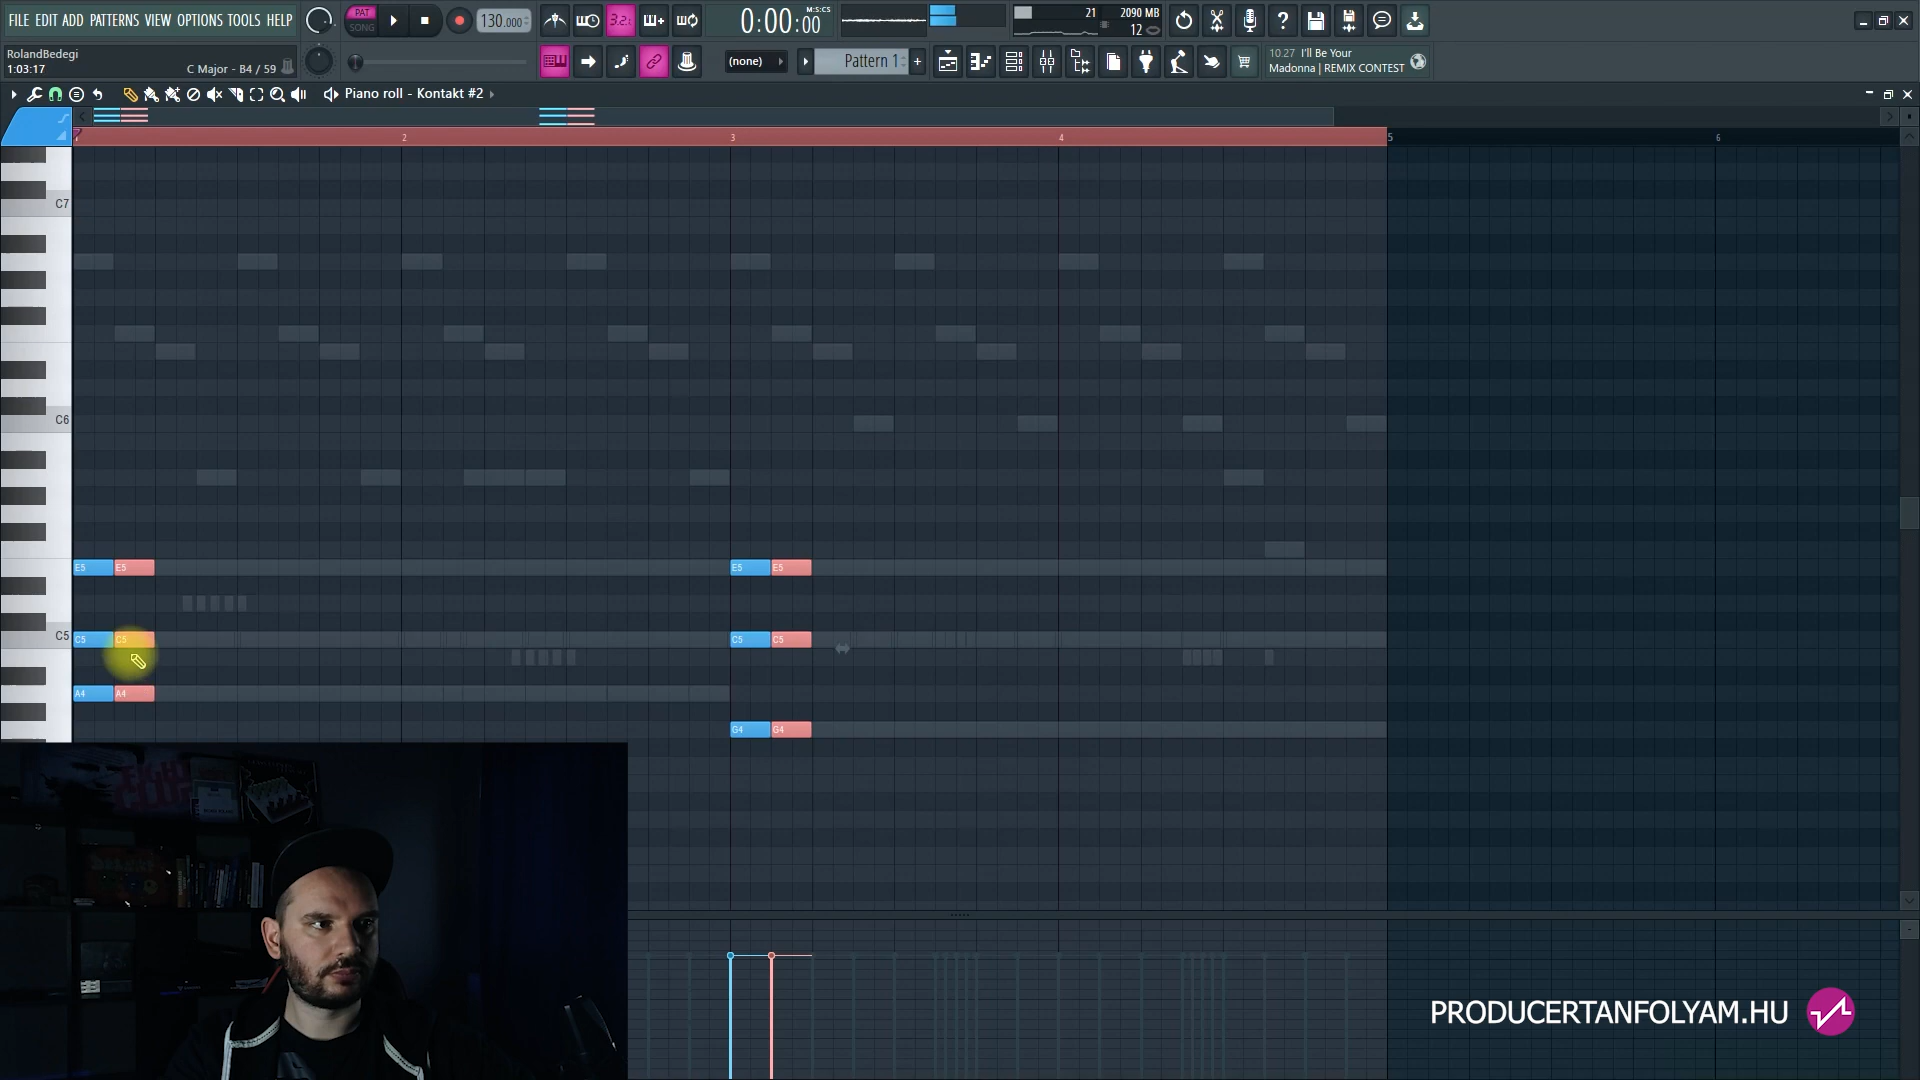 FILE EDIT ADD PATTERNS VIEW OPTIONS TOOLS HELP
PAT
SONG
130.000
3.2
0:00:00
M:S:CS
21
2090 MB
12
RolandBedegi
1:03:17
C Major - B4 / 59
(none)
Pattern 1
10.27 I'll Be Your
Madonna | REMIX CONTEST
Piano roll - Kontakt #2
2
3
4
5
6
C7
C6
E5 E5
E5 E5
C5
C5 C5
C5 C5
A4 A4
G4 G4
PRODUCERTANFOLYAM.HU